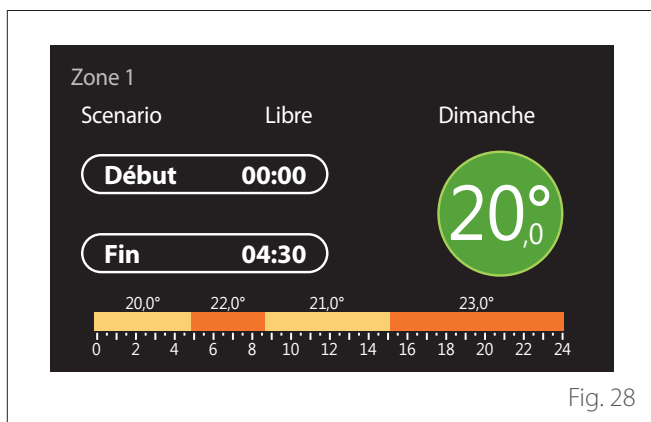 Zone 1
Scenario Libre Dimanche
Début 00:00
20°,0
Fin 04:30
20,0° 22,0° 21,0° 23,0°
0 2 4 6 8 10 12 14 16 18 20 22 24
Fig. 28